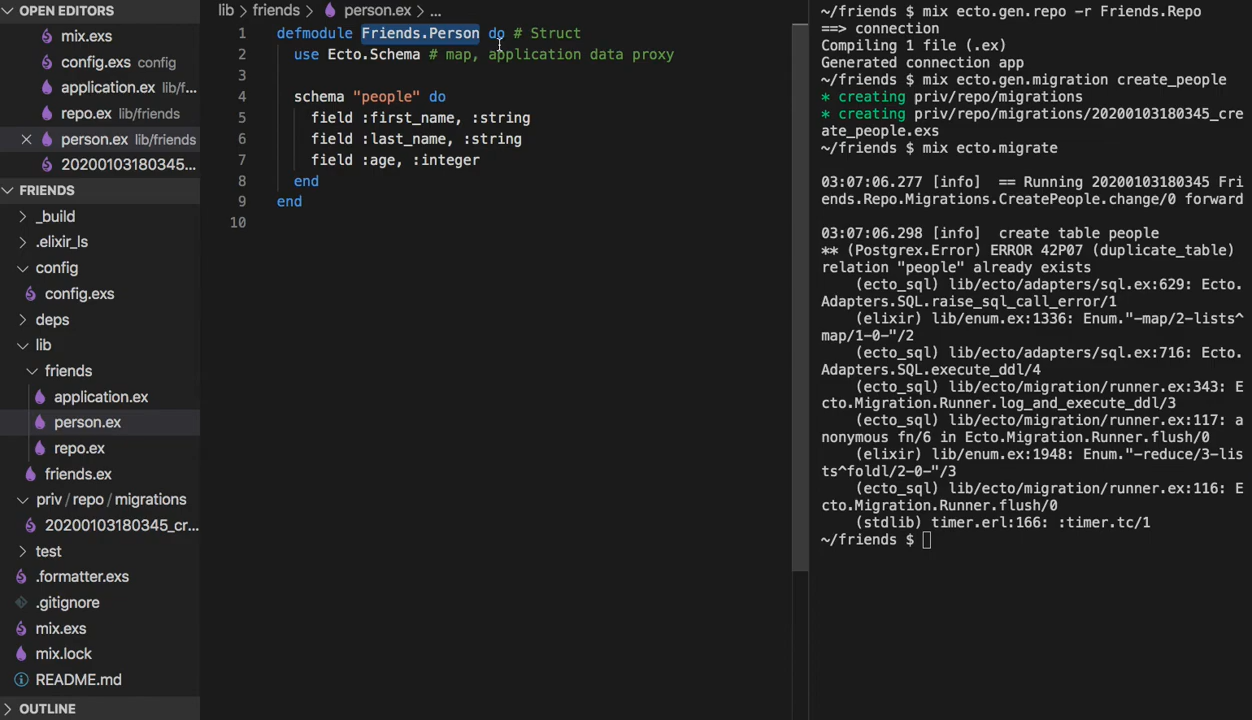 OPEN EDITORS
mix.exs
config.exs config
application.ex lib/f...
repo.ex lib/friends
person.ex lib/friends
20200103180345...
FRIENDS
_build
.elixir_ls
config
config.exs
deps
lib
friends
application.ex
person.ex
repo.ex
friends.ex
priv / repo / migrations
20200103180345_cr...
test
.formatter.exs
.gitignore
mix.exs
mix.lock
README.md
OUTLINE
lib > friends > person.ex > ...
1 defmodule Friends.Person do # Struct
2 use Ecto.Schema # map, application data proxy
3
4 schema "people" do
5 field :first_name, :string
6 field :last_name, :string
7 field :age, :integer
8 end
9 end
10
~/friends $ mix ecto.gen.repo -r Friends.Repo
==> connection
Compiling 1 file (.ex)
Generated connection app
~/friends $ mix ecto.gen.migration create_people
* creating priv/repo/migrations
* creating priv/repo/migrations/20200103180345_cre
ate_people.exs
~/friends $ mix ecto.migrate
03:07:06.277 [info]  == Running 20200103180345 Fri
ends.Repo.Migrations.CreatePeople.change/0 forward
03:07:06.298 [info]  create table people
** (Postgrex.Error) ERROR 42P07 (duplicate_table)
relation "people" already exists
(ecto_sql) lib/ecto/adapters/sql.ex:629: Ecto.
Adapters.SQL.raise_sql_call_error/1
(elixir) lib/enum.ex:1336: Enum."-map/2-lists^
map/1-0-"/2
(ecto_sql) lib/ecto/adapters/sql.ex:716: Ecto.
Adapters.SQL.execute_ddl/4
(ecto_sql) lib/ecto/migration/runner.ex:343: E
cto.Migration.Runner.log_and_execute_ddl/3
(ecto_sql) lib/ecto/migration/runner.ex:117: a
nonymous fn/6 in Ecto.Migration.Runner.flush/0
(elixir) lib/enum.ex:1948: Enum."-reduce/3-lis
ts^foldl/2-0-"/3
(ecto_sql) lib/ecto/migration/runner.ex:116: E
cto.Migration.Runner.flush/0
(stdlib) timer.erl:166: :timer.tc/1
~/friends $